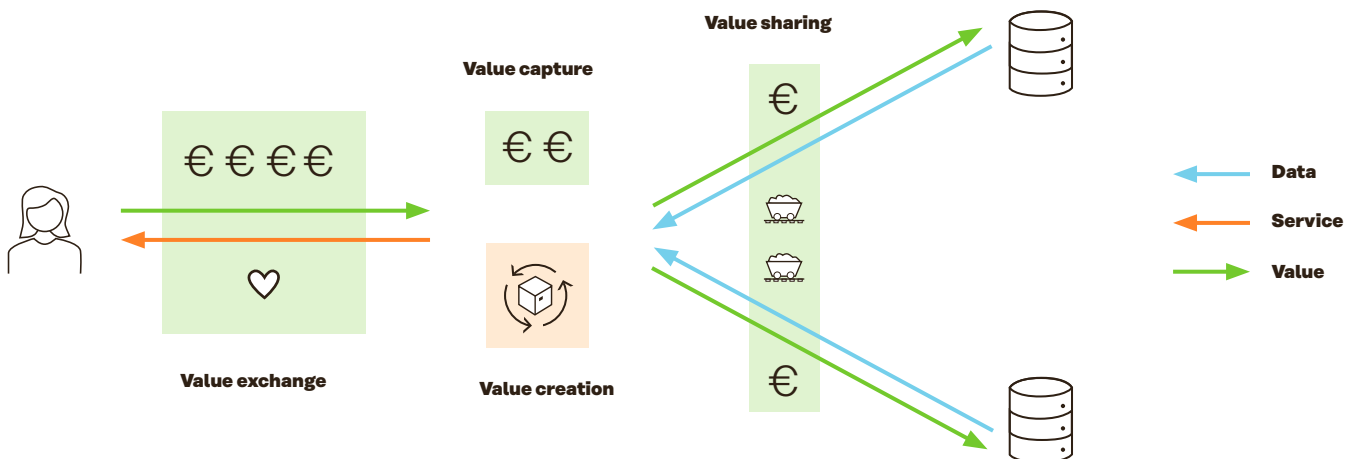 Value sharing
Value capture
€
€ € € €
€ €
Data
Service
Value
€
Value exchange
Value creation